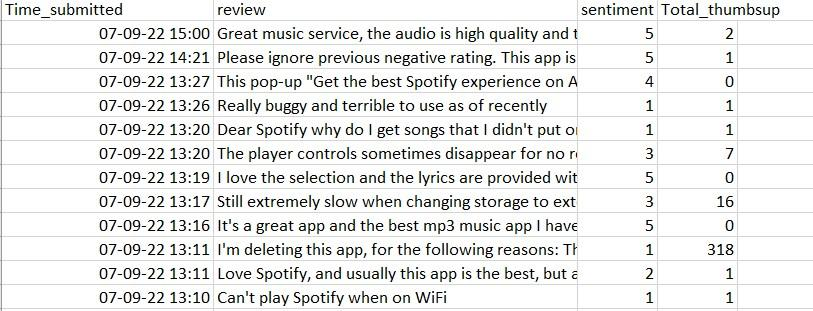 Time_submitted review sentiment Total_thumbsup
07-09-22 15:00 Great music service, the audio is high quality and 5 2
07-09-22 14:21 Please ignore previous negative rating. This app is 5 1
07-09-22 13:27 This pop-up "Get the best Spotify experience on 4 0
07-09-22 13:26 Really buggy and terrible to use as of recently 1 1
07-09-22 13:20 Dear Spotify why do I get songs that I didn't put 1 1
07-09-22 13:20 The player controls sometimes disappear for no 3 7
07-09-22 13:19 I love the selection and the lyrics are provided 5 0
07-09-22 13:17 Still extremely slow when changing storage to 3 16
07-09-22 13:16 It's a great app and the best mp3 music app I have 5 0
07-09-22 13:11 I'm deleting this app, for the following reasons: 1 318
07-09-22 13:11 Love Spotify, and usually this app is the best, but 2 1
07-09-22 13:10 Can't play Spotify when on WiFi 1 1